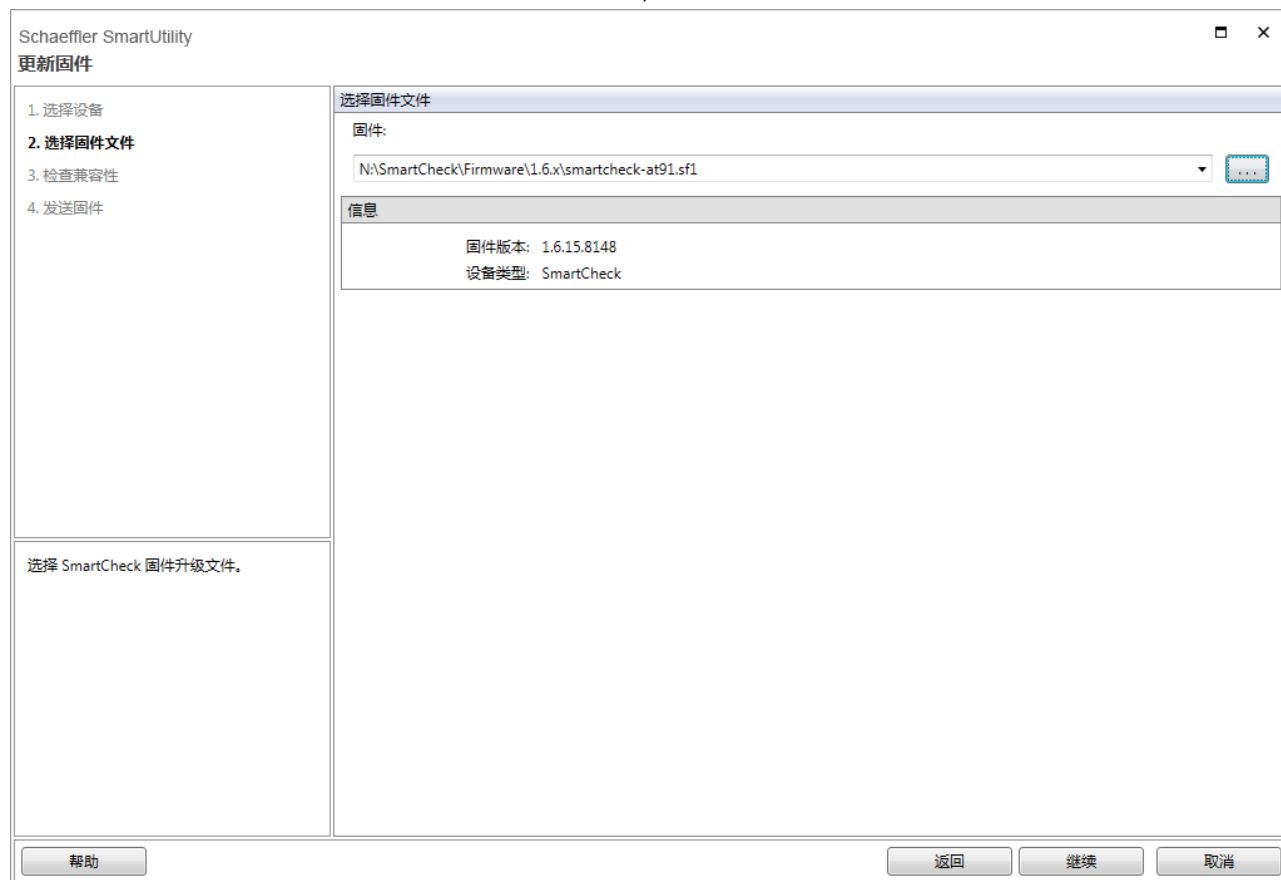 Schaeffler SmartUtility
更新固件
1. 选择设备
2. 选择固件文件
3. 检查兼容性
4. 发送固件
选择 SmartCheck 固件升级文件。
选择固件文件
固件:
N:\SmartCheck\Firmware\1.6.x\smartcheck-at91.sf1
...
信息
固件版本: 1.6.15.8148
设备类型: SmartCheck
帮助
返回
继续
取消